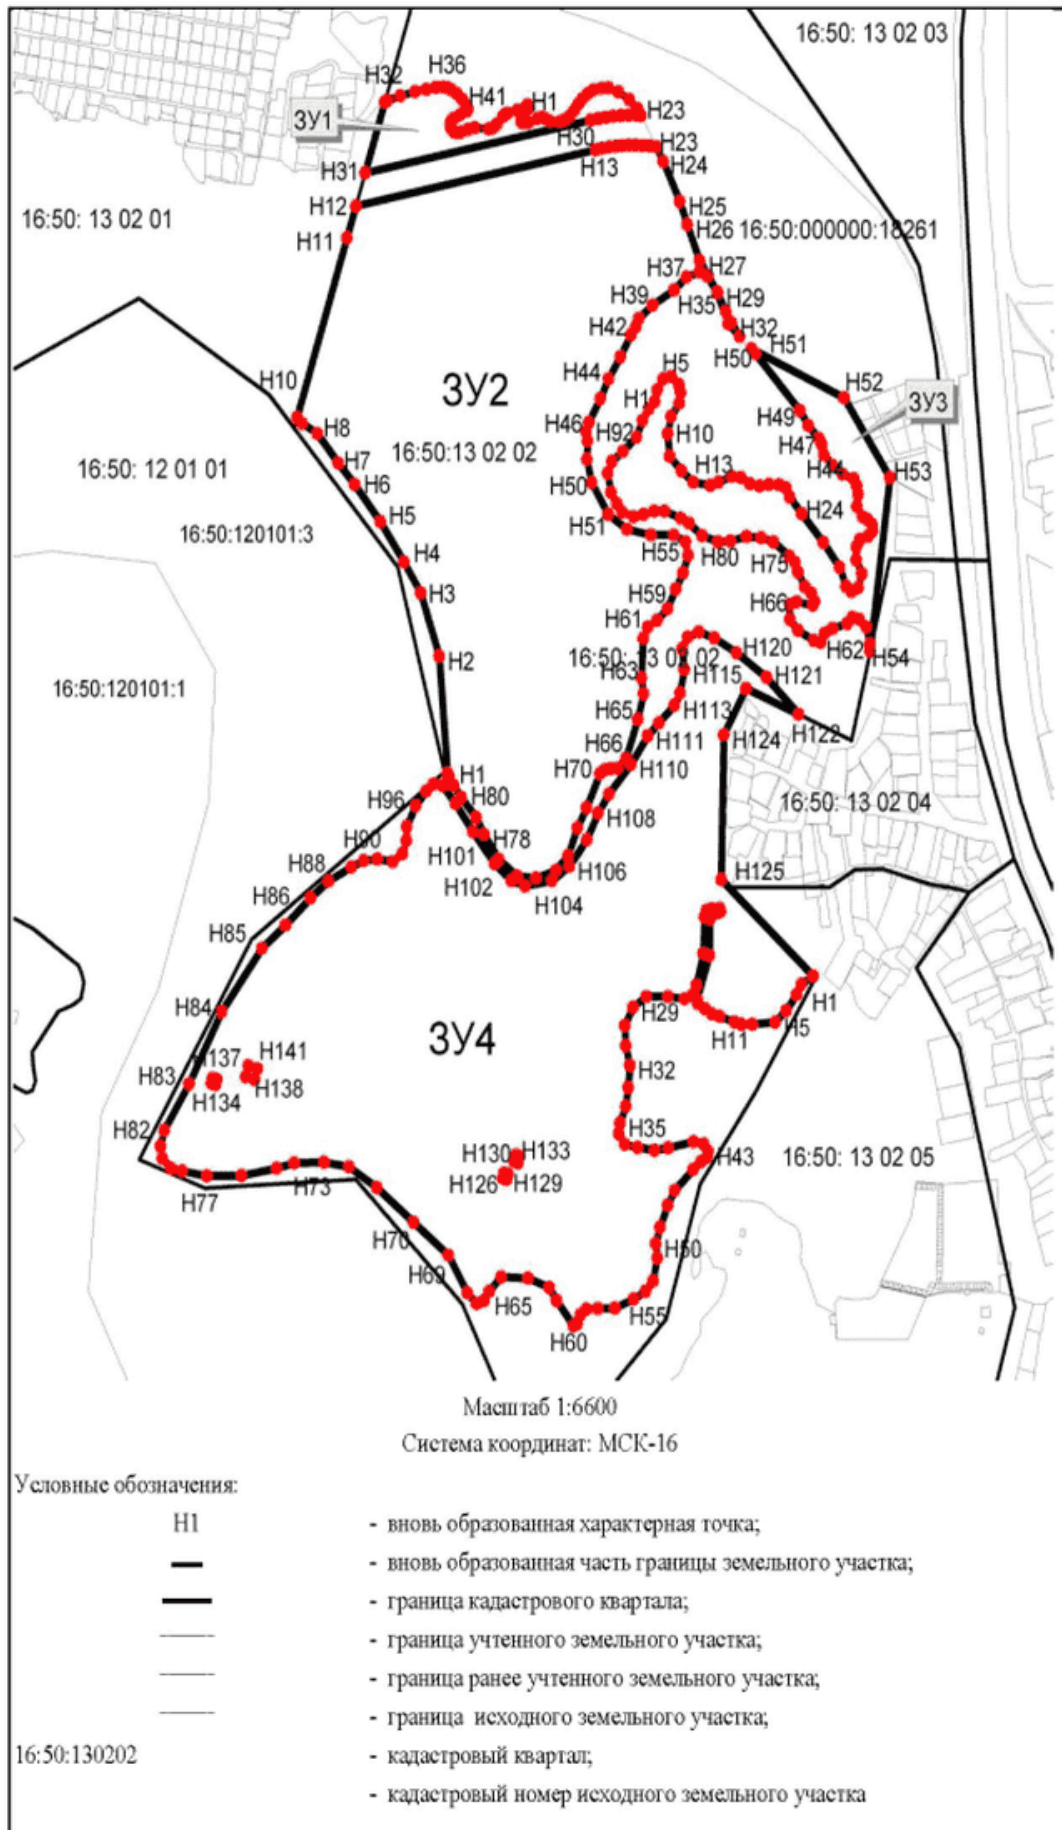 16:50: 13 02 03
Н32
Н36
Н41
Н1
Н23
ЗУ1
Н30
Н23
Н13
Н31
Н24
Н12
Н25
16:50: 13 02 01
Н11
Н26
16:50:000000:18261
Н37
Н27
Н35
Н29
Н39
Н42
Н32
Н51
Н50
Н5
Н44
Н10
ЗУ2
Н1
Н52
ЗУ3
Н49
Н8
Н46
Н92
Н10
Н47
16:50:13 02 02
16:50: 12 01 01
Н7
Н13
Н44
Н53
Н6
Н50
Н24
Н5
Н51
16:50:120101:3
Н55
Н80
Н4
Н75
Н3
Н59
Н66
Н61
Н62
Н54
Н2
16:50: 13 02 02
Н120
Н63
Н115
Н121
16:50:120101:1
Н65
Н113
Н122
Н111
Н124
Н66
Н110
Н70
Н1
Н96
Н80
16:50: 13 02 04
Н108
Н90
Н101
Н78
Н88
Н106
Н102
Н104
Н125
Н86
Н85
Н1
Н84
Н29
Н11
Н5
ЗУ4
Н137
Н141
Н83
Н134
Н138
Н32
Н82
Н35
Н130
Н133
Н43
16:50: 13 02 05
Н77
Н73
Н126
Н129
Н70
Н50
Н69
Н65
Н55
Н60
Масштаб 1:6600
Система координат: МСК-16
Условные обозначения:
Н1 - вновь образованная характерная точка;
- вновь образованная часть границы земельного участка;
- граница кадастрового квартала;
- граница учтенного земельного участка;
- граница ранее учтенного земельного участка;
- граница исходного земельного участка;
16:50:130202 - кадастровый квартал;
- кадастровый номер исходного земельного участка